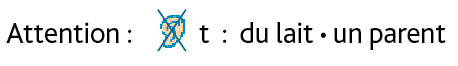 Attention : t : du lait • un parent